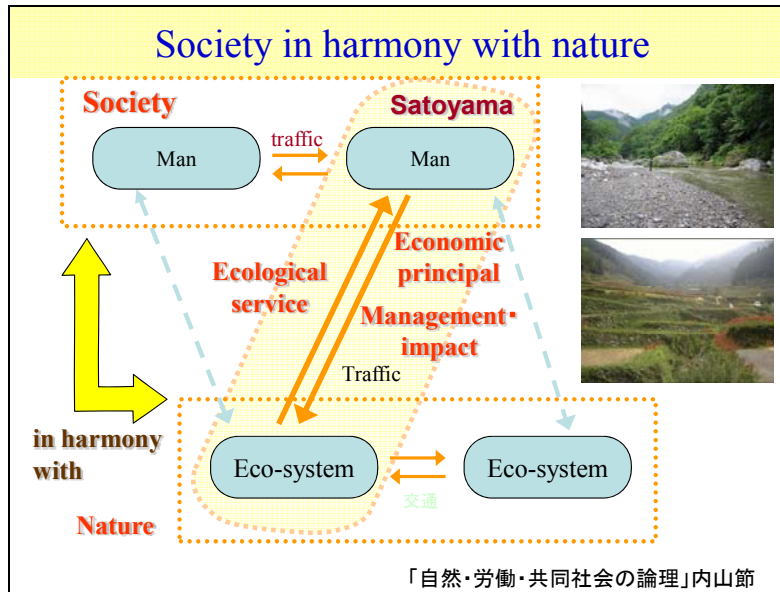 Society in harmony with nature
Society
Satoyama
traffic
Man
Man
Economic
principal
Ecological
service
Management・
impact
Traffic
in harmony
with
Eco-system
Eco-system
交通
Nature
「自然・労働・共同社会の論理」内山節